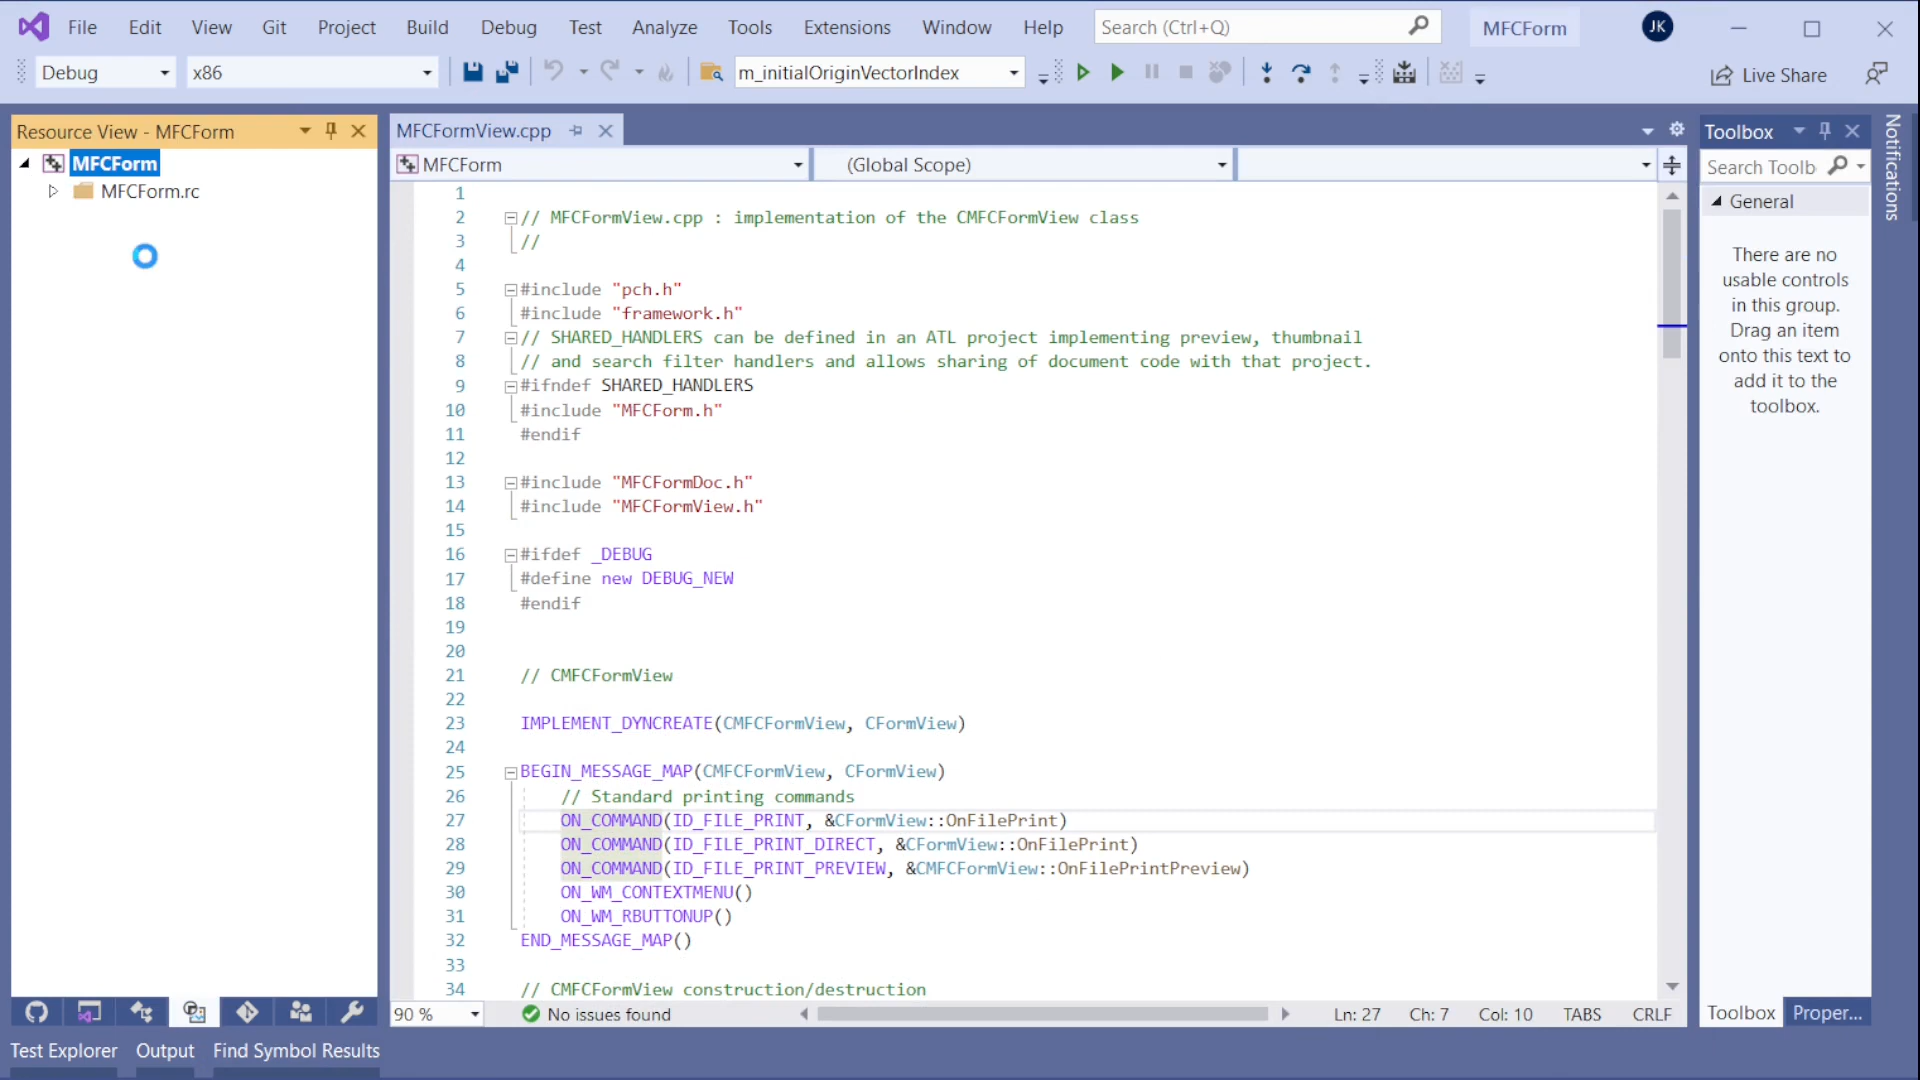 File Edit View Git Project Build Debug Test Analyze Tools Extensions Window Help Search (Ctrl+Q) MFCForm JK
Debug x86 m_initialOriginVectorIndex Live Share
Resource View - MFCForm
MFCForm
MFCForm.rc
MFCFormView.cpp
MFCForm (Global Scope)
1
2 // MFCFormView.cpp : implementation of the CMFCFormView class
3 //
4
5 #include "pch.h"
6 #include "framework.h"
7 // SHARED_HANDLERS can be defined in an ATL project implementing preview, thumbnail
8 // and search filter handlers and allows sharing of document code with that project.
9 #ifndef SHARED_HANDLERS
10 #include "MFCForm.h"
11 #endif
12
13 #include "MFCFormDoc.h"
14 #include "MFCFormView.h"
15
16 #ifdef _DEBUG
17 #define new DEBUG_NEW
18 #endif
19
20
21 // CMFCFormView
22
23 IMPLEMENT_DYNCREATE(CMFCFormView, CFormView)
24
25 BEGIN_MESSAGE_MAP(CMFCFormView, CFormView)
26 // Standard printing commands
27 ON_COMMAND(ID_FILE_PRINT, &CFormView::OnFilePrint)
28 ON_COMMAND(ID_FILE_PRINT_DIRECT, &CFormView::OnFilePrint)
29 ON_COMMAND(ID_FILE_PRINT_PREVIEW, &CMFCFormView::OnFilePrintPreview)
30 ON_WM_CONTEXTMENU()
31 ON_WM_RBUTTONUP()
32 END_MESSAGE_MAP()
33
34 // CMFCFormView construction/destruction
90 % No issues found Ln: 27 Ch: 7 Col: 10 TABS CRLF
Toolbox
Search Toolb
General
There are no
usable controls
in this group.
Drag an item
onto this text to
add it to the
toolbox.
Toolbox Proper...
Notifications
Test Explorer Output Find Symbol Results